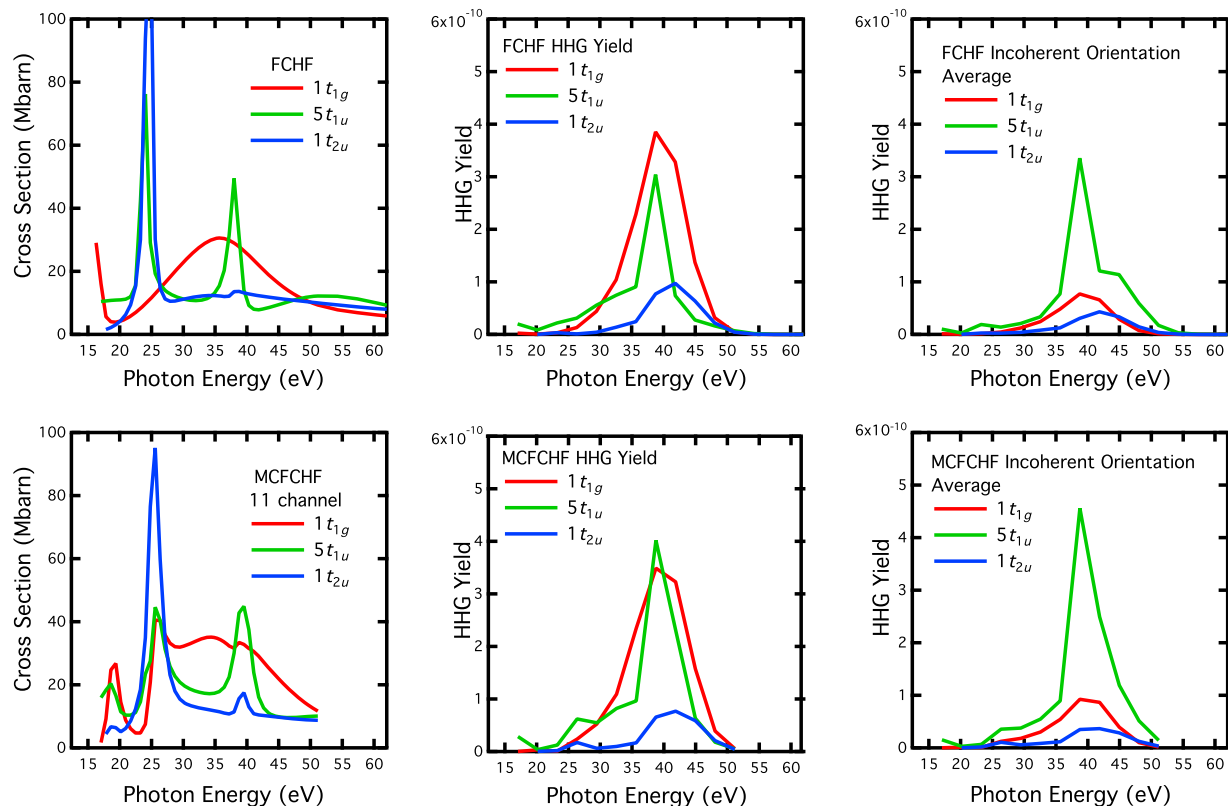 100
80
60
40
20
0
Cross Section (Mbarn)
FCHF
1t1g
5t1u
1t2u
15 20 25 30 35 40 45 50 55 60
Photon Energy (eV)
6x10-10
5
4
3
2
1
0
HHG Yield
FCHF HHG Yield
1t1g
5t1u
1t2u
15 20 25 30 35 40 45 50 55 60
Photon Energy (eV)
6x10-10
5
4
3
2
1
0
HHG Yield
FCHF Incoherent Orientation
Average
1t1g
5t1u
1t2u
15 20 25 30 35 40 45 50 55 60
Photon Energy (eV)
100
80
60
40
20
0
Cross Section (Mbarn)
MCFCHF
11 channel
1t1g
5t1u
1t2u
15 20 25 30 35 40 45 50 55 60
Photon Energy (eV)
6x10-10
5
4
3
2
1
0
HHG Yield
MCFCHF HHG Yield
1t1g
5t1u
1t2u
15 20 25 30 35 40 45 50 55 60
Photon Energy (eV)
6x10-10
5
4
3
2
1
0
HHG Yield
MCFCHF Incoherent Orientation
Average
1t1g
5t1u
1t2u
15 20 25 30 35 40 45 50 55 60
Photon Energy (eV)